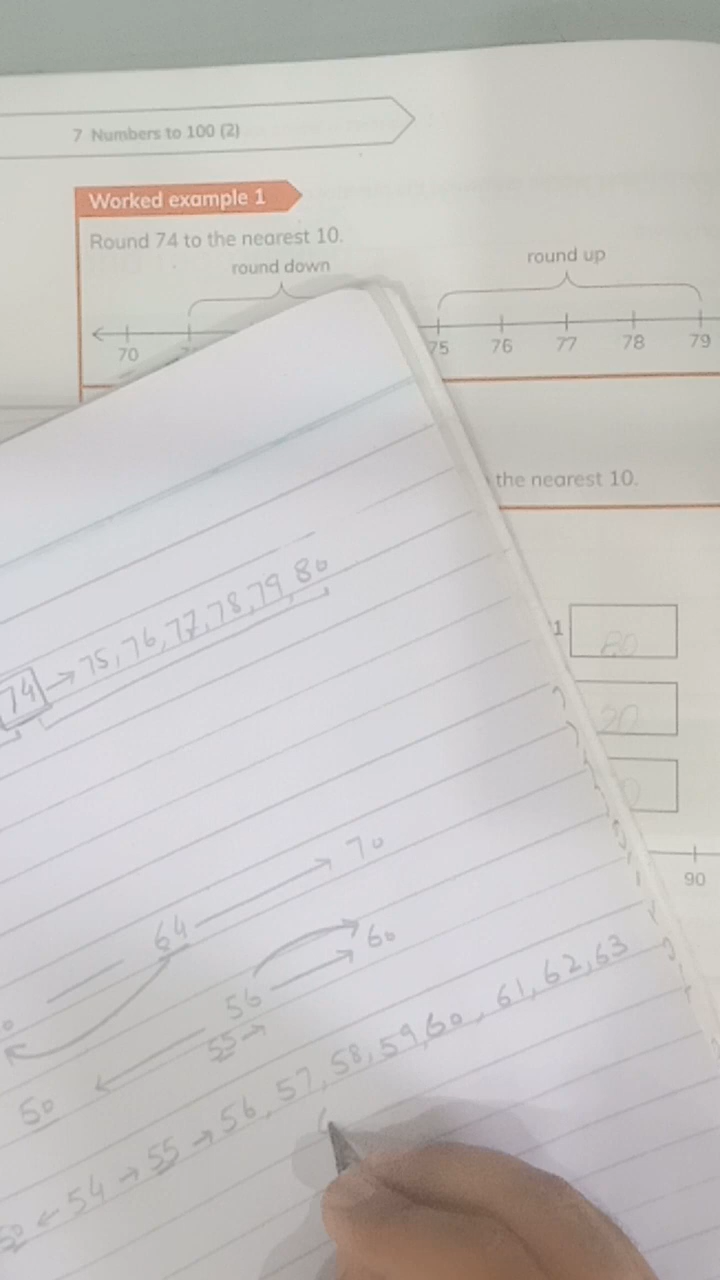 7 Numbers to 100 (2)
Worked example 1
Round 74 to the nearest 10.
round down
round up
70 75 76 77 78 79
the nearest 10.
74 → 75, 76, 77, 78, 79, 80
1 80
20
90
64 → 70
56 → 60
55 →
50
50 ← 54 → 55 → 56, 57, 58, 59, 60, 61, 62, 63